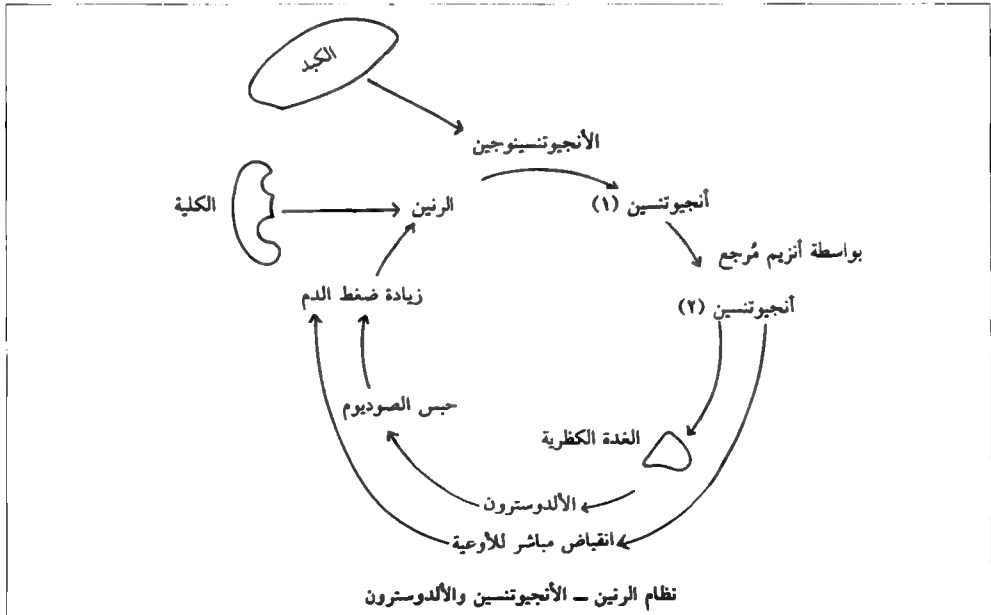 الكبد
الأنجيوتنسينوجين
أنجيوتنسين (١)
الرنين
الكلية
بواسطة أنزيم مُرجع
أنجيوتنسين (٢)
زيادة ضغط الدم
حبس الصوديوم
الغدة الكظرية
الألدوسترون
انقباض مباشر للأوعية
نظام الرنين ــ الأنجيوتنسين والألدوسترون